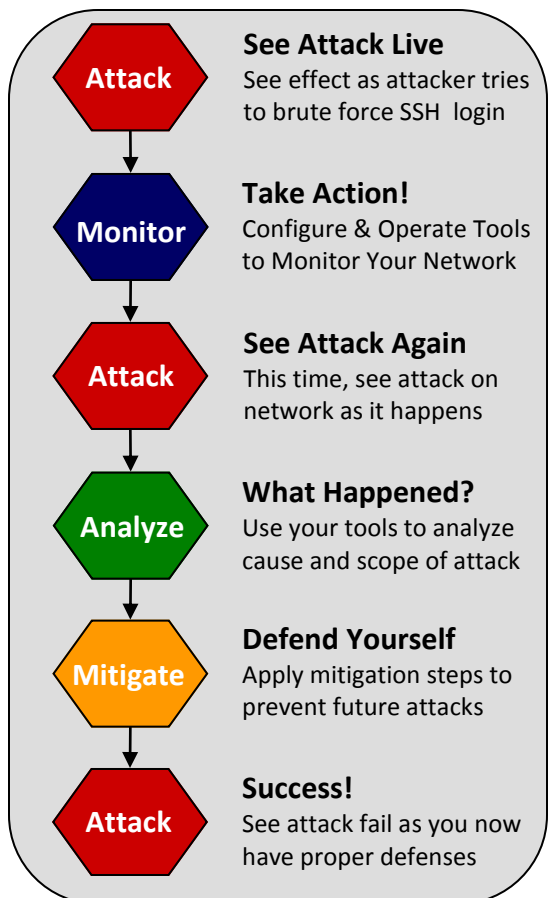 Attack
See Attack Live
See effect as attacker tries
to brute force SSH login
Monitor
Take Action!
Configure & Operate Tools
to Monitor Your Network
Attack
See Attack Again
This time, see attack on
network as it happens
Analyze
What Happened?
Use your tools to analyze
cause and scope of attack
Mitigate
Defend Yourself
Apply mitigation steps to
prevent future attacks
Attack
Success!
See attack fail as you now
have proper defenses